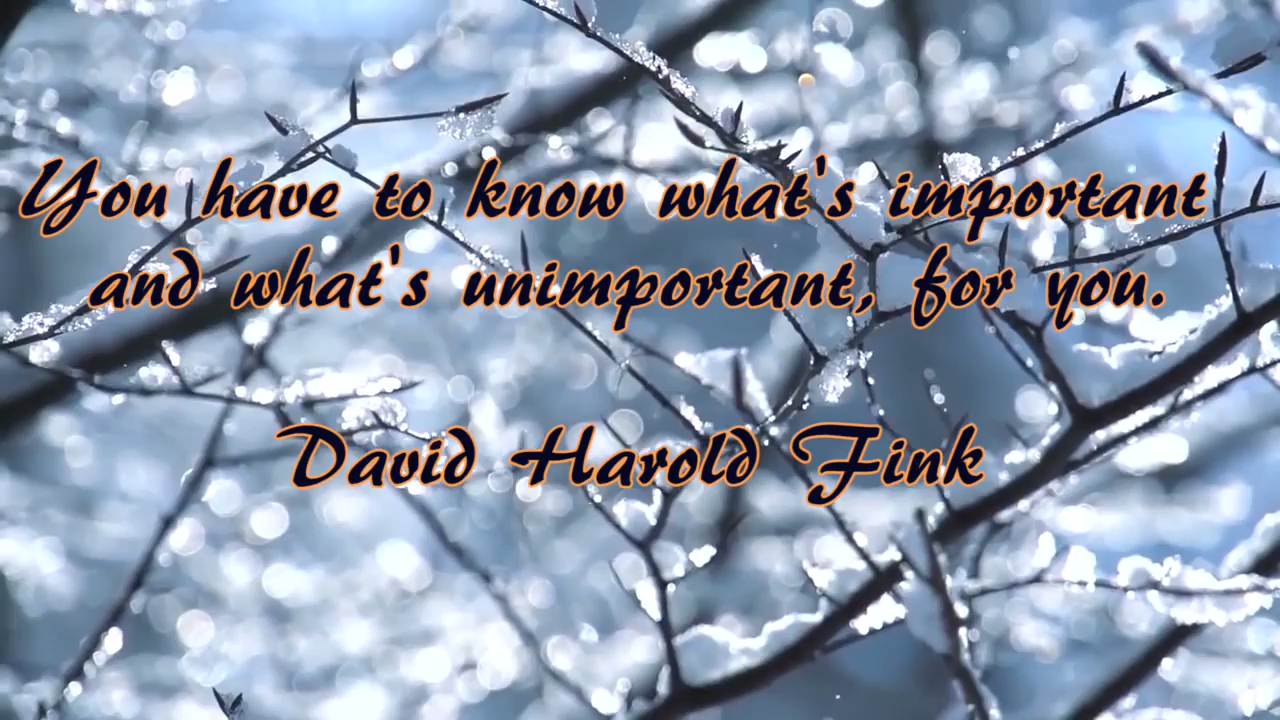 You have to know what's important
and what's unimportant, for you.
David Harold Fink